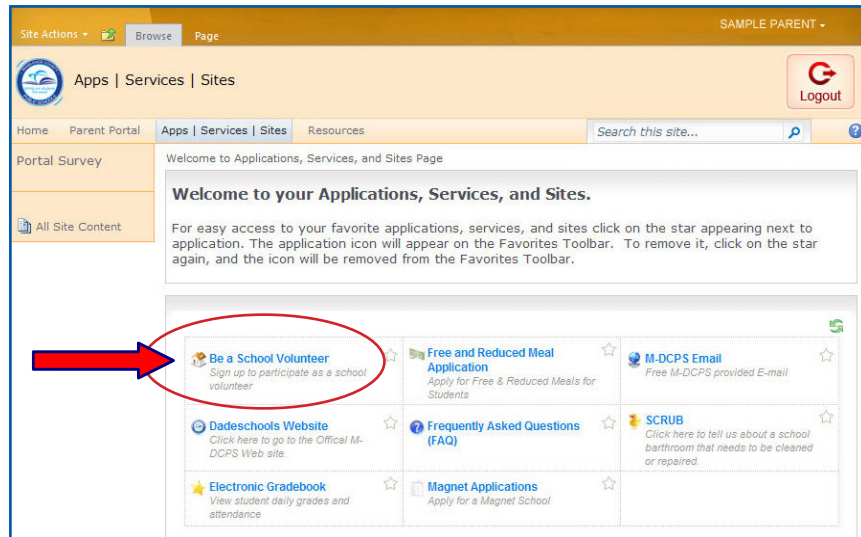 SAMPLE PARENT
Site Actions
Browse
Page
Apps | Services | Sites
Logout
Home
Parent Portal
Apps | Services | Sites
Resources
Search this site...
Portal Survey
All Site Content
Welcome to Applications, Services, and Sites Page
Welcome to your Applications, Services, and Sites.
For easy access to your favorite applications, services, and sites click on the star appearing next to
application. The application icon will appear on the Favorites Toolbar. To remove it, click on the star
again, and the icon will be removed from the Favorites Toolbar.
Be a School Volunteer
Sign up to participate as a school
volunteer
Free and Reduced Meal
Application
Apply for Free & Reduced Meals for
Students
M-DCPS Email
Free M-DCPS provided E-mail
Dadeschools Website
Click here to go to the Offical M-
DCPS Web site.
Frequently Asked Questions
(FAQ)
SCRUB
Click here to tell us about a school
barthroom that needs to be cleaned
or repaired.
Electronic Gradebook
View student daily grades and
attendance
Magnet Applications
Apply for a Magnet School